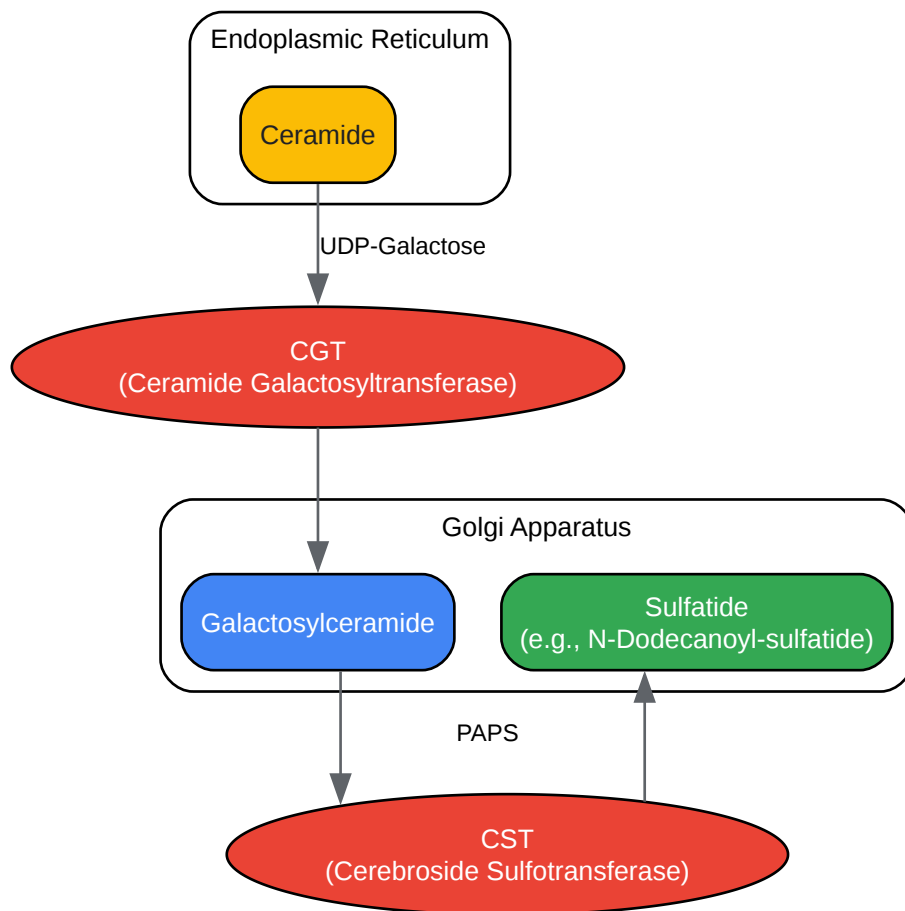 Endoplasmic Reticulum
Ceramide
UDP-Galactose
CGT
(Ceramide Galactosyltransferase)
Golgi Apparatus
Galactosylceramide
Sulfatide
(e.g., N-Dodecanoyl-sulfatide)
PAPS
CST
(Cerebroside Sulfotransferase)